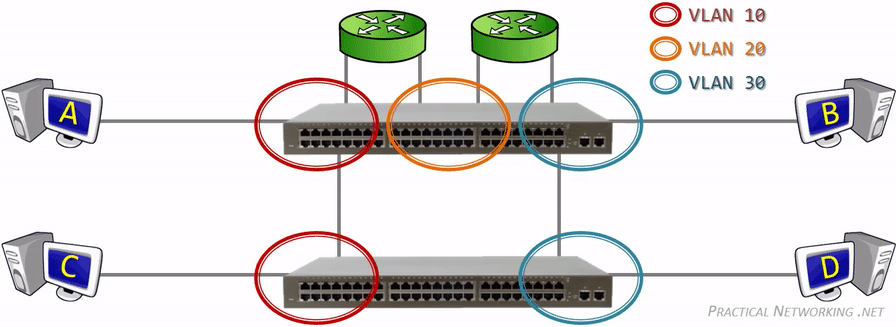 VLAN 10
VLAN 20
VLAN 30
A
B
C
D
PRACTICAL NETWORKING .NET